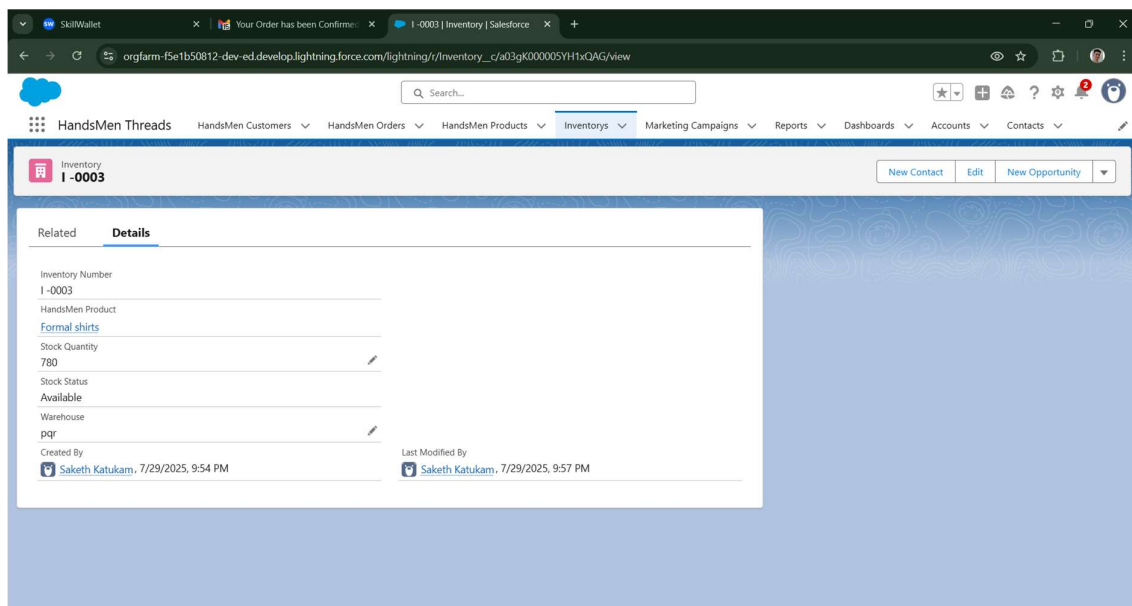 SkillWallet
Your Order has been Confirmed
I -0003 | Inventory | Salesforce
orgfarm-f5e1b50812-dev-ed.develop.lightning.force.com/lightning/r/Inventory__c/a03gK000005YH1xQAG/view
Search...
2
HandsMen Threads
HandsMen Customers
HandsMen Orders
HandsMen Products
Inventorys
Marketing Campaigns
Reports
Dashboards
Accounts
Contacts
Inventory
I -0003
New Contact
Edit
New Opportunity
Related
Details
Inventory Number
I -0003
HandsMen Product
Formal shirts
Stock Quantity
780
Stock Status
Available
Warehouse
pqr
Created By
Saketh Katukam, 7/29/2025, 9:54 PM
Last Modified By
Saketh Katukam, 7/29/2025, 9:57 PM